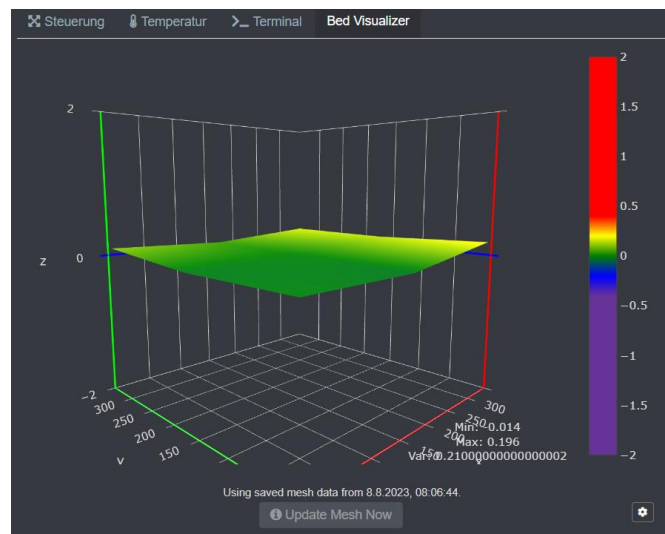 Steuerung Temperatur Terminal Bed Visualizer
2
2
1.5
1
0.5
z 0
0
−0.5
−1
−2
300
300
250
250
−1.5
200
200
Min: -0.014
150
150
Max: 0.196
y
Var: 0.21000000000000002
x
−2
Using saved mesh data from 8.8.2023, 08:06:44.
Update Mesh Now